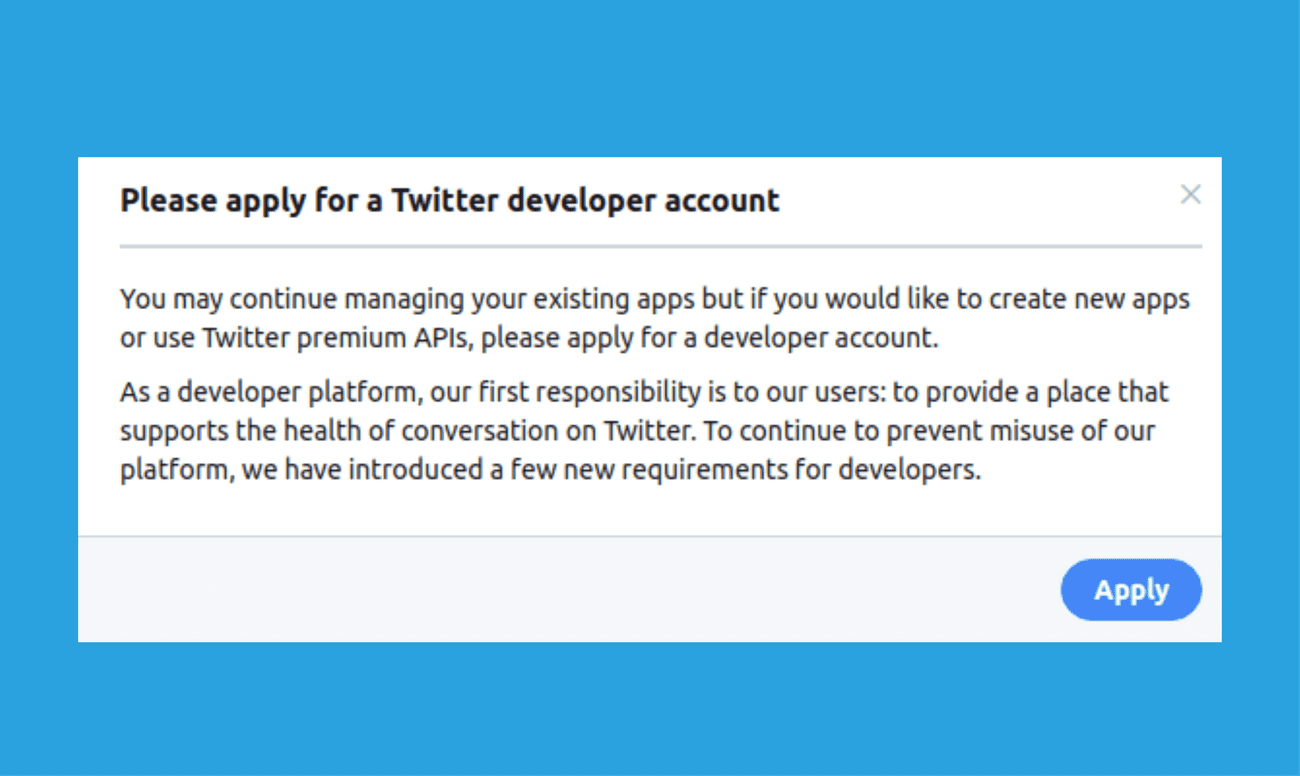 Please apply for a Twitter developer account
You may continue managing your existing apps but if you would like to create new apps
or use Twitter premium APIs, please apply for a developer account.
As a developer platform, our first responsibility is to our users: to provide a place that
supports the health of conversation on Twitter. To continue to prevent misuse of our
platform, we have introduced a few new requirements for developers.
Apply